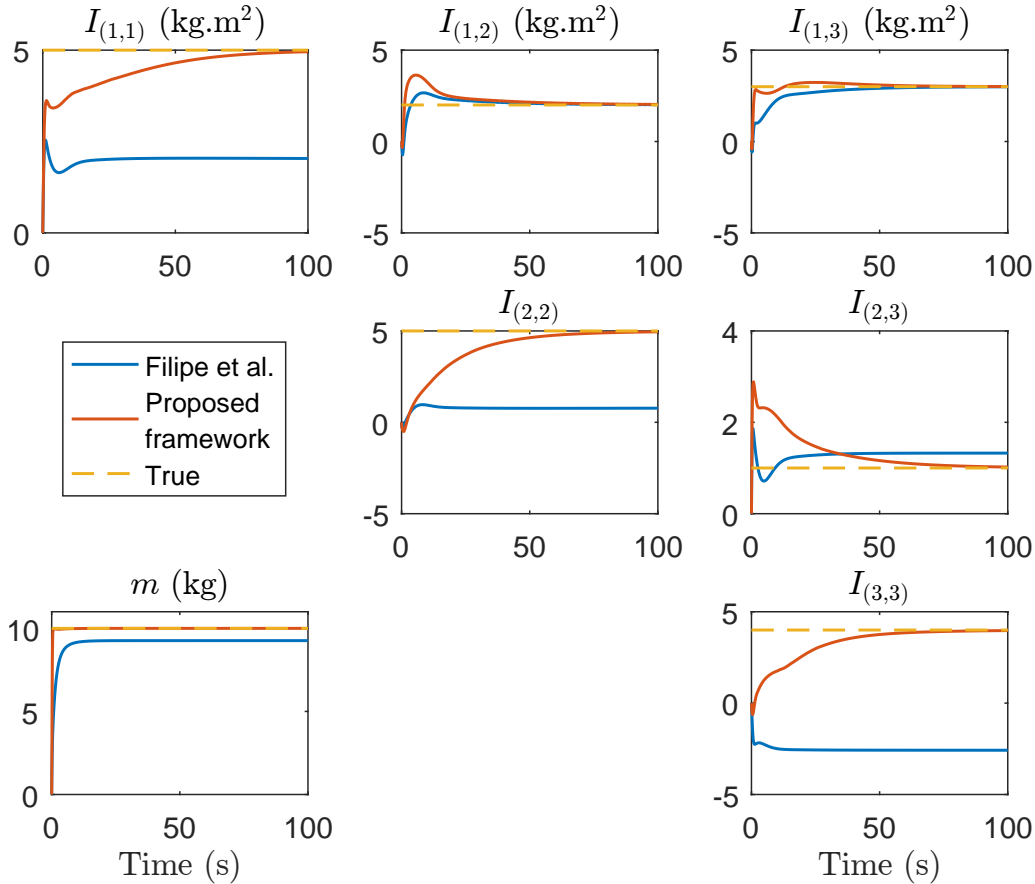 I(1,1) (kg.m²)
I(1,2) (kg.m²)
I(1,3) (kg.m²)
5
0
0 50 100
5
0
-5
0 50 100
5
0
-5
0 50 100
Filipe et al.
Proposed
framework
True
I(2,2)
5
0
-5
0 50 100
I(2,3)
4
2
0
0 50 100
m (kg)
10
5
0
0 50 100
Time (s)
I(3,3)
5
0
-5
0 50 100
Time (s)